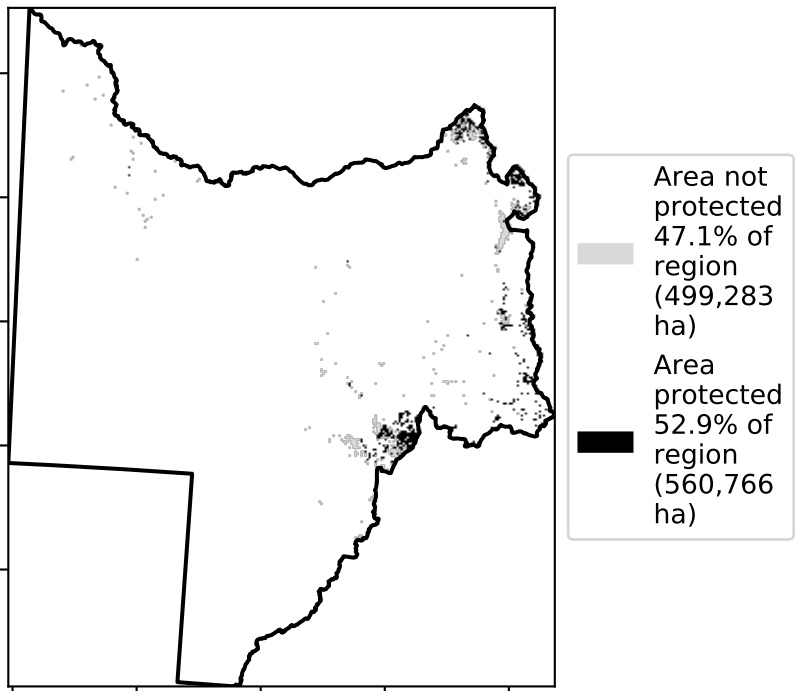 Area not
protected
47.1% of
region
(499,283
ha)
Area
protected
52.9% of
region
(560,766
ha)